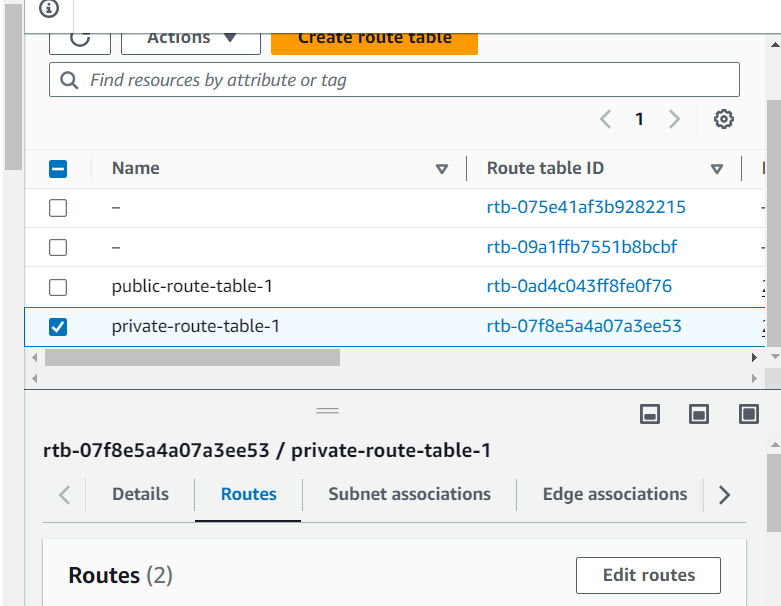 Actions
Create route table
Find resources by attribute or tag
1
Name Route table ID
– rtb-075e41af3b9282215
– rtb-09a1ffb7551b8bcbf
public-route-table-1 rtb-0ad4c043ff8fe0f76
private-route-table-1 rtb-07f8e5a4a07a3ee53
rtb-07f8e5a4a07a3ee53 / private-route-table-1
Details Routes Subnet associations Edge associations
Routes (2) Edit routes